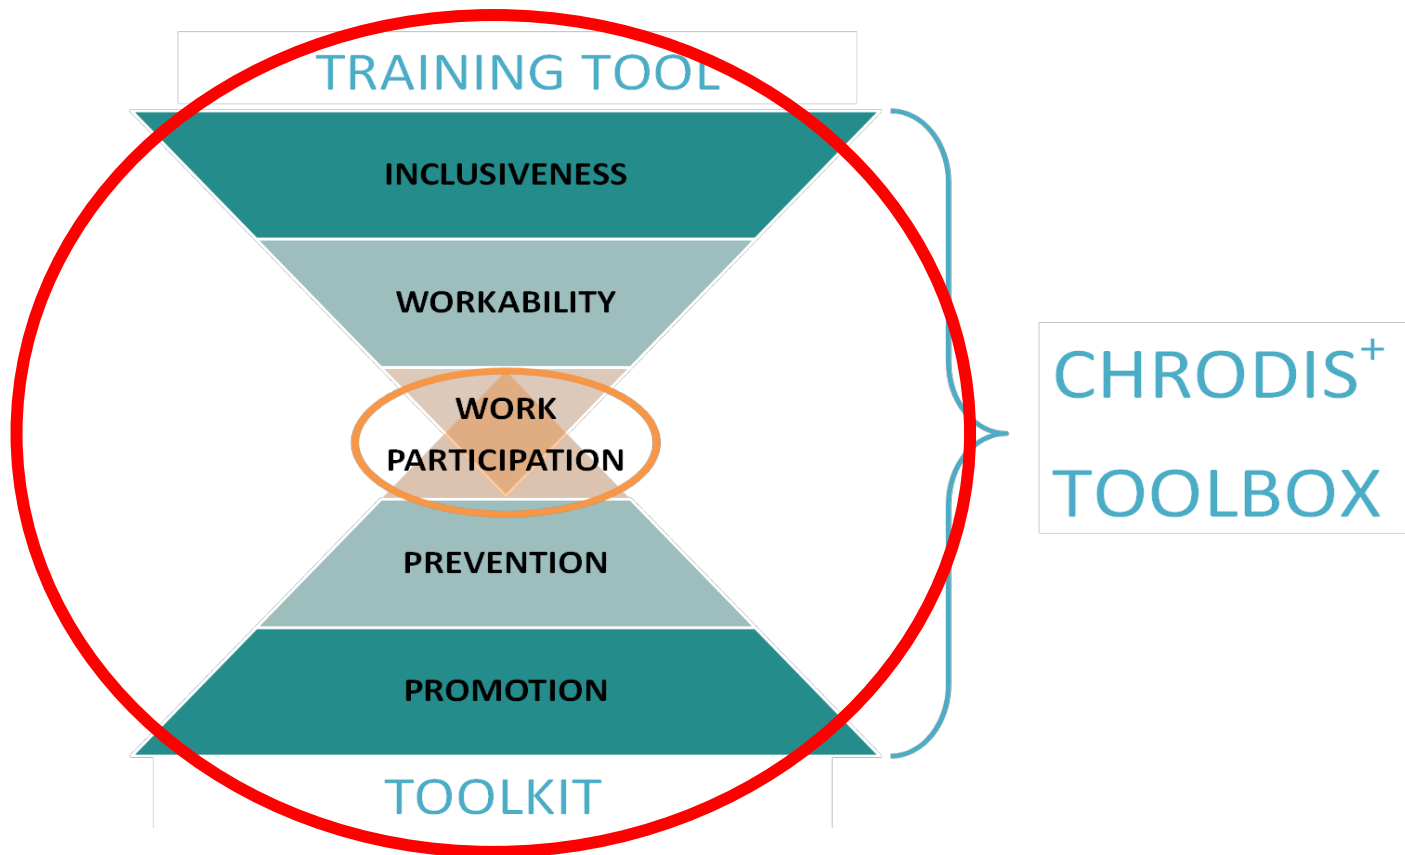 TRAINING TOOL
INCLUSIVENESS
WORKABILITY
WORK
PARTICIPATION
PREVENTION
PROMOTION
TOOLKIT
CHRODIS⁺
TOOLBOX